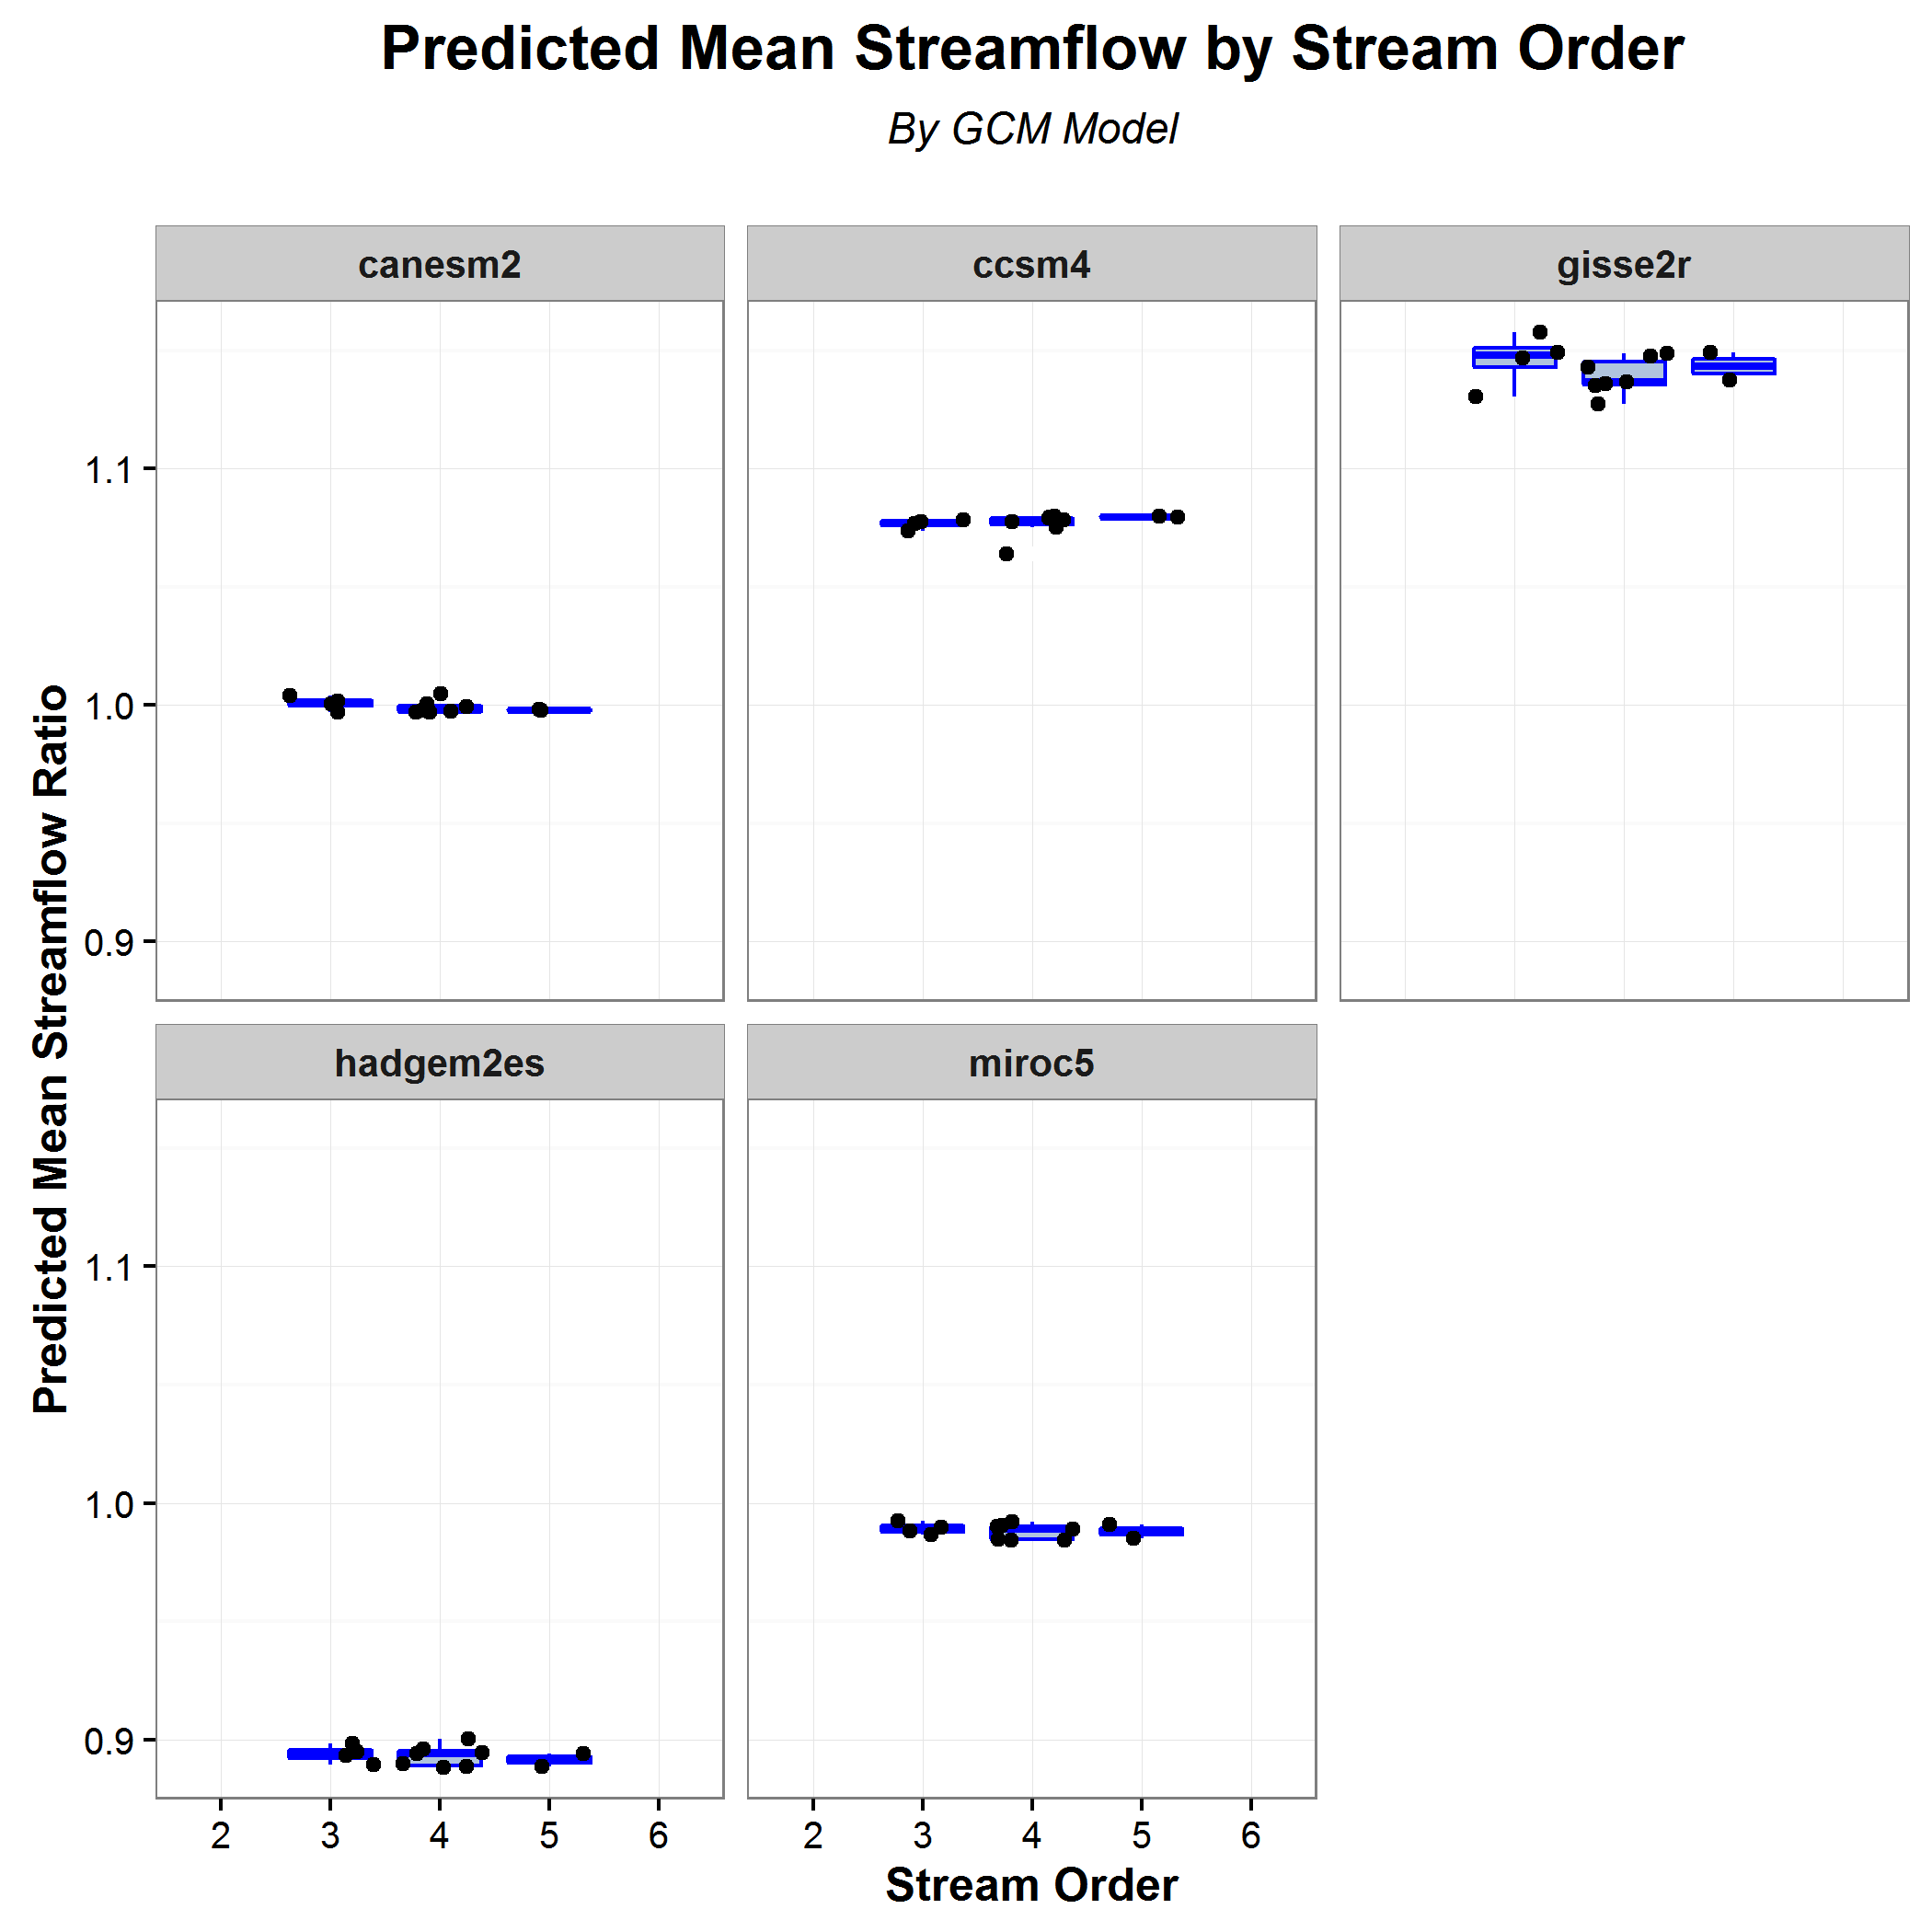 Predicted Mean Streamflow by Stream Order
By GCM Model
canesm2
ccsm4
gisse2r
1.1
1.0
0.9
Predicted Mean Streamflow Ratio
hadgem2es
miroc5
1.1
1.0
0.9
2 3 4 5 6
2 3 4 5 6
Stream Order